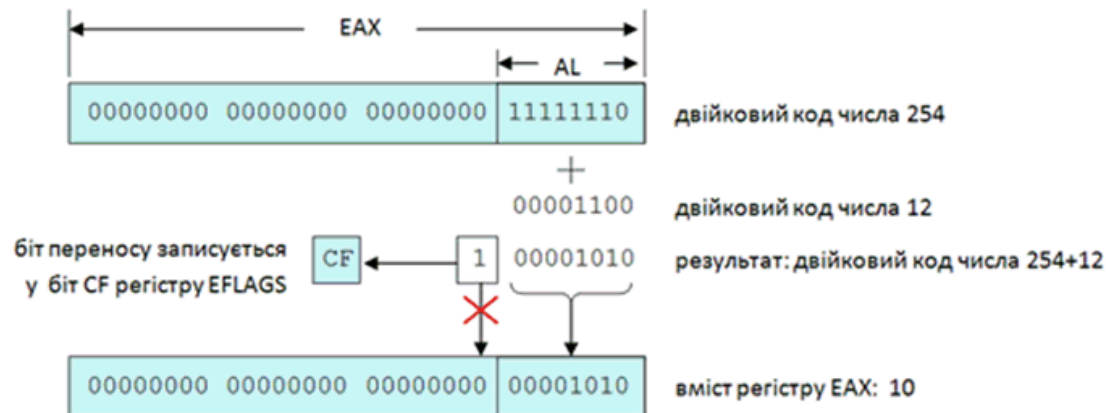 EAX
AL
00000000 00000000 00000000 11111110 двійковий код числа 254
+
00001100 двійковий код числа 12
біт переносу записується
у біт CF регістру EFLAGS
CF 1 00001010 результат: двійковий код числа 254+12
00000000 00000000 00000000 00001010 вміст регістру EAX: 10